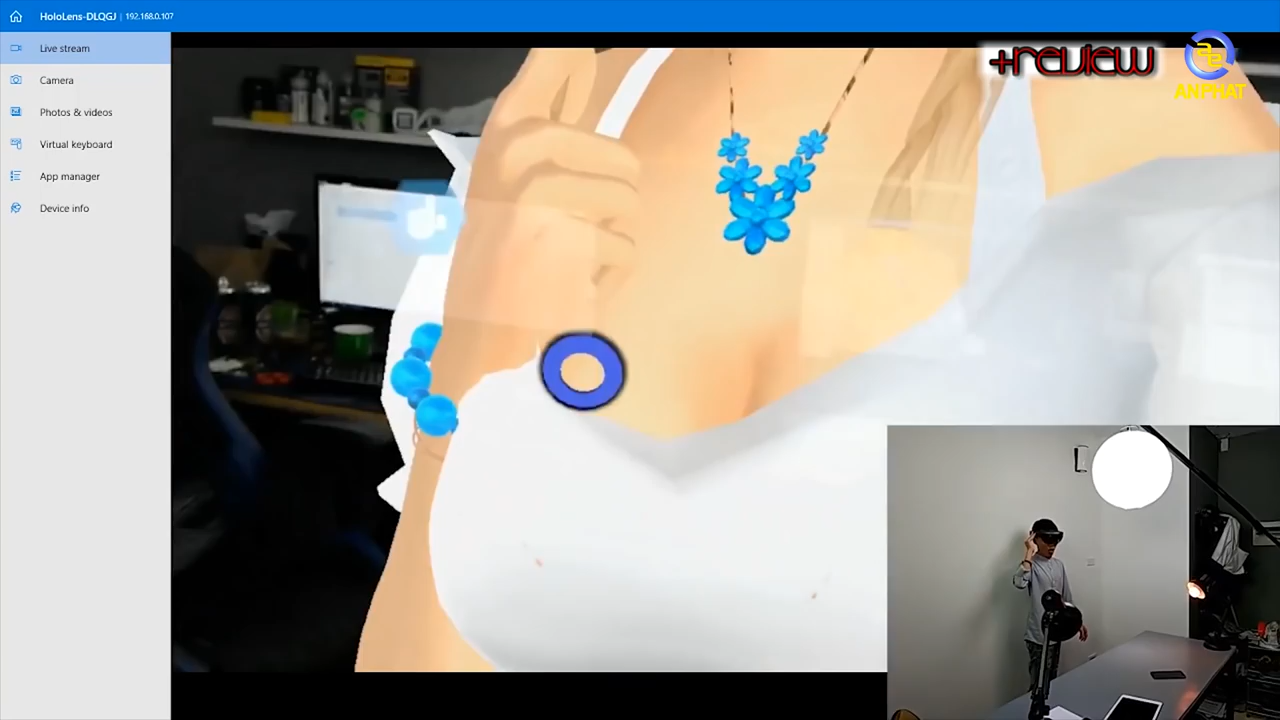 HoloLens-DLQGJ | 192.168.0.107
Live stream
Camera
Photos & videos
Virtual keyboard
App manager
Device info
+REVIEW
ANPHAT